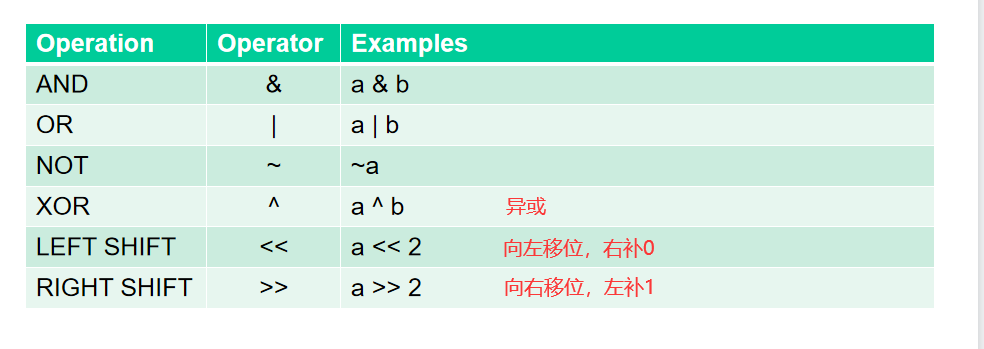 Operation Operator Examples
AND & a & b
OR | a | b
NOT ~ ~a
XOR ^ a ^ b 异或
LEFT SHIFT << a << 2 向左移位，右补0
RIGHT SHIFT >> a >> 2 向右移位，左补1